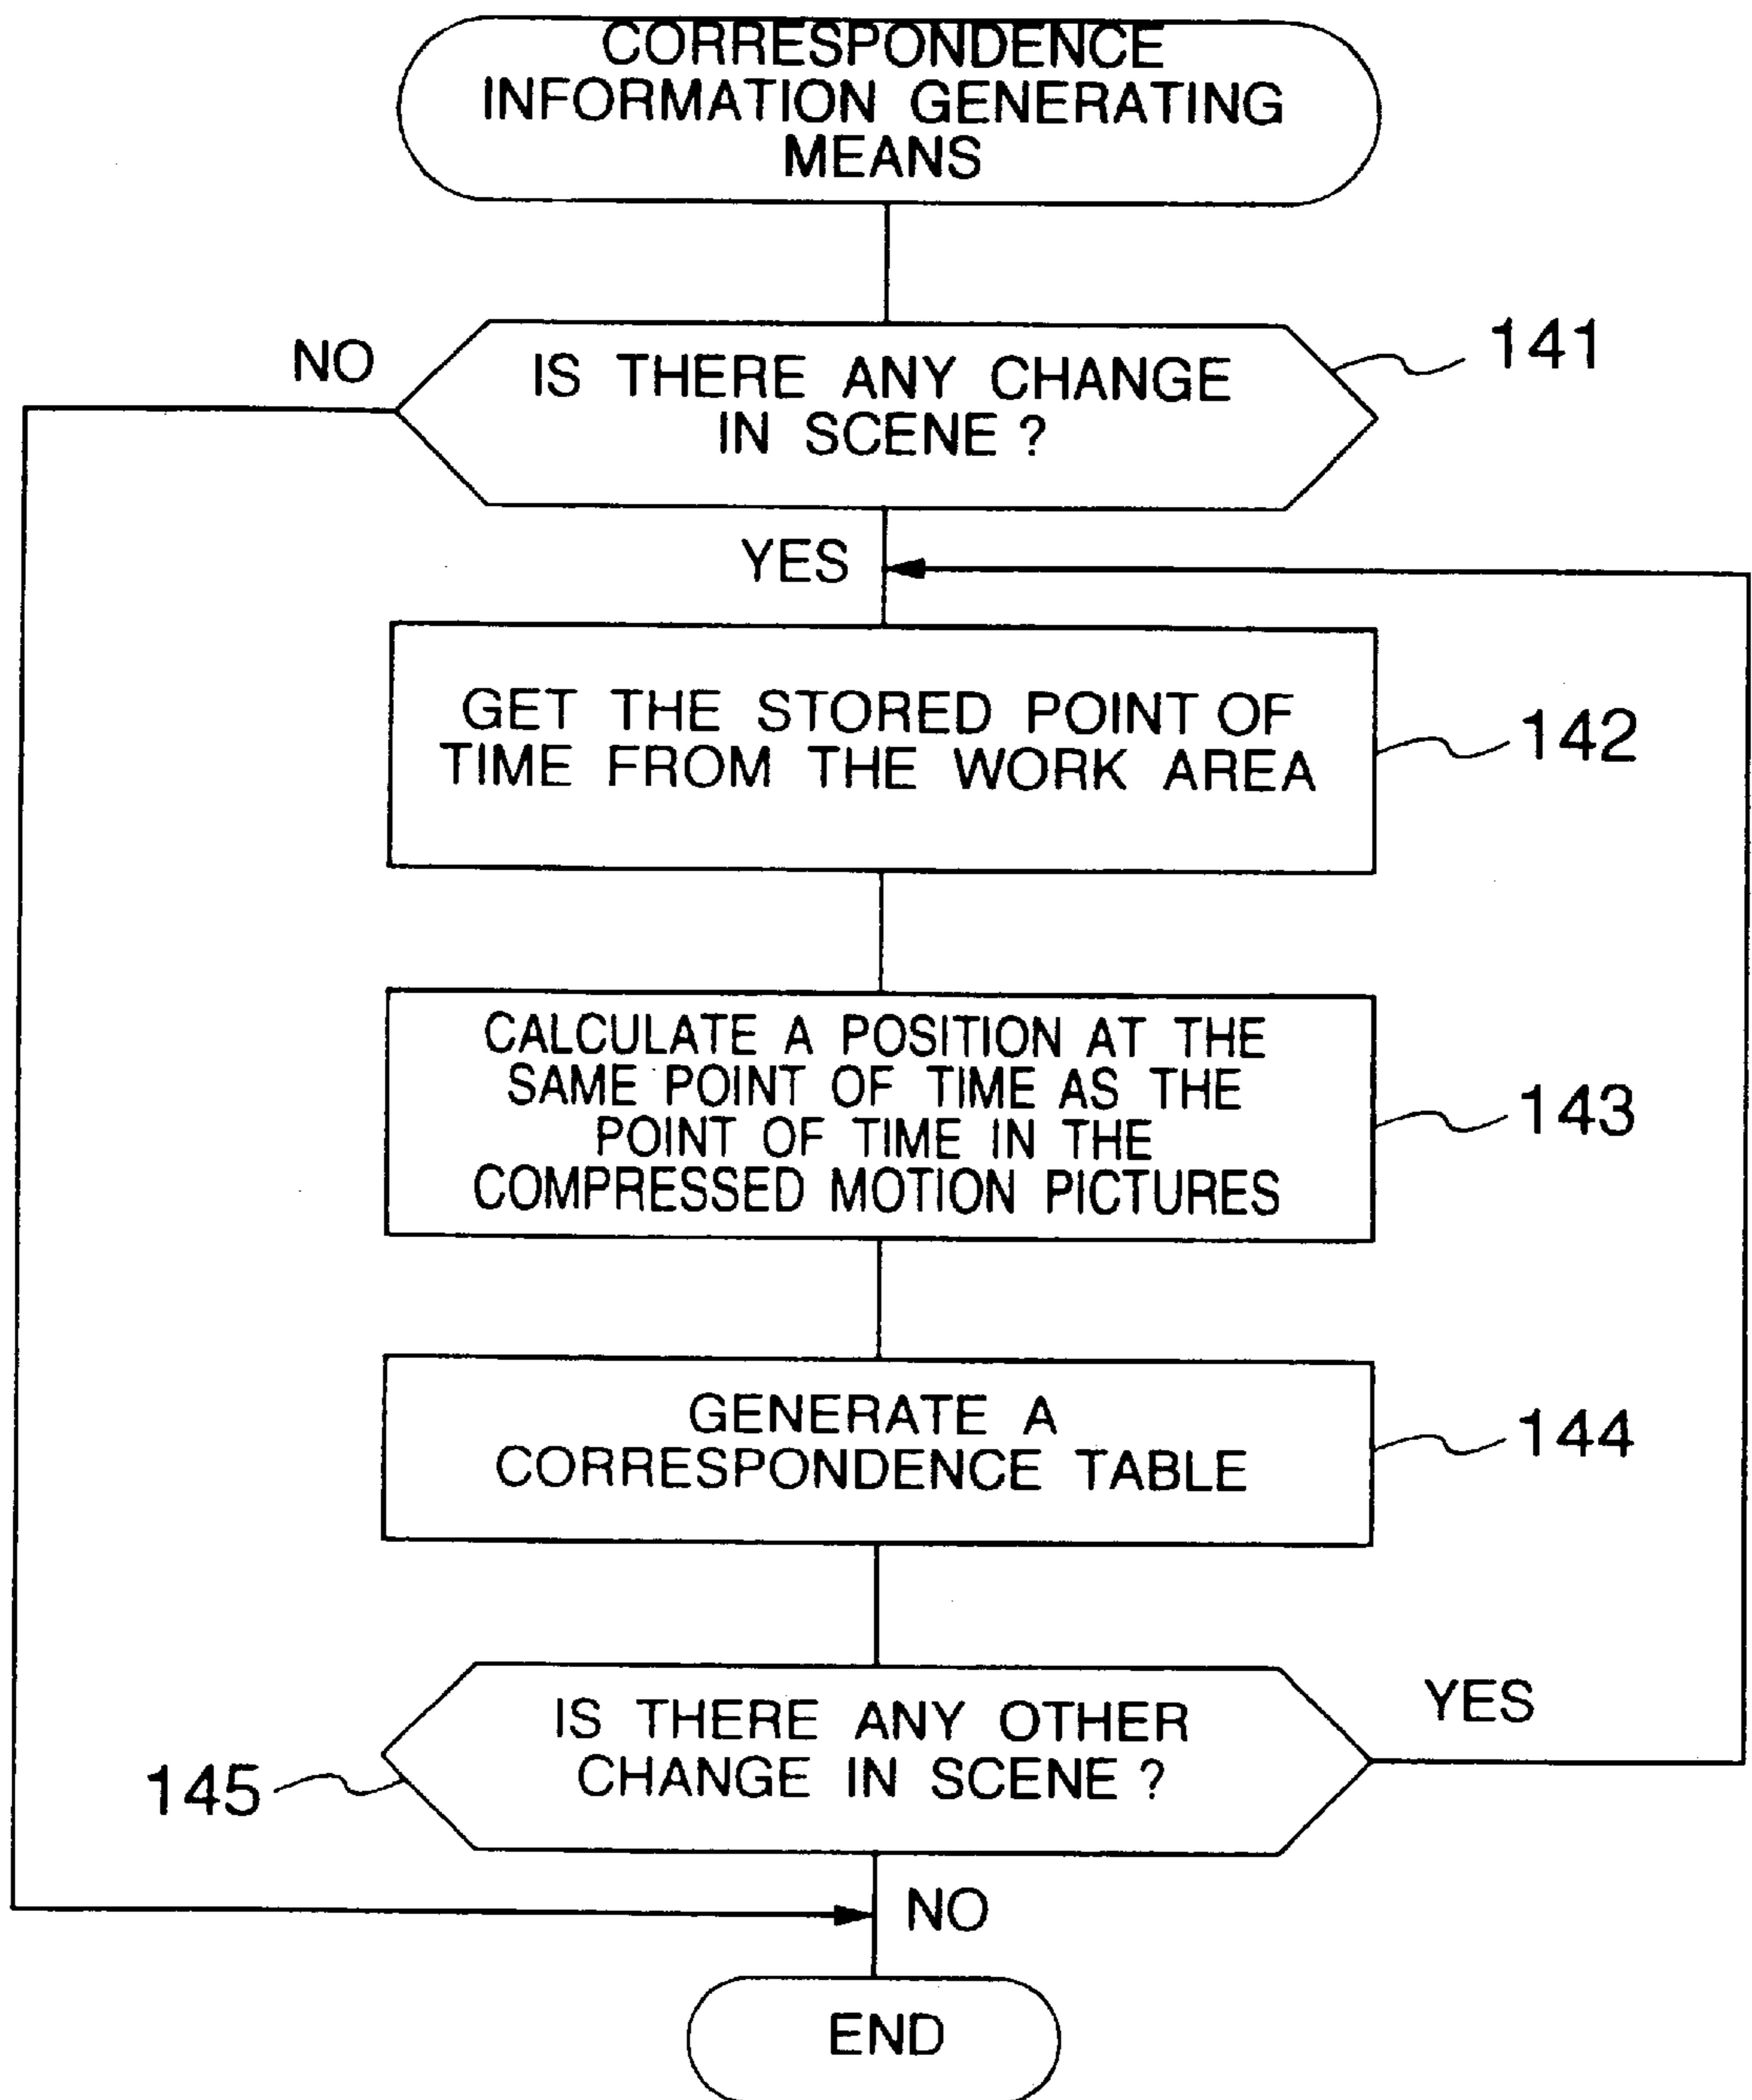 CORRESPONDENCE
INFORMATION GENERATING
MEANS
NO
IS THERE ANY CHANGE
IN SCENE ?
141
YES
GET THE STORED POINT OF
TIME FROM THE WORK AREA
142
CALCULATE A POSITION AT THE
SAME POINT OF TIME AS THE
POINT OF TIME IN THE
COMPRESSED MOTION PICTURES
143
GENERATE A
CORRESPONDENCE TABLE
144
IS THERE ANY OTHER
CHANGE IN SCENE ?
YES
145
NO
END